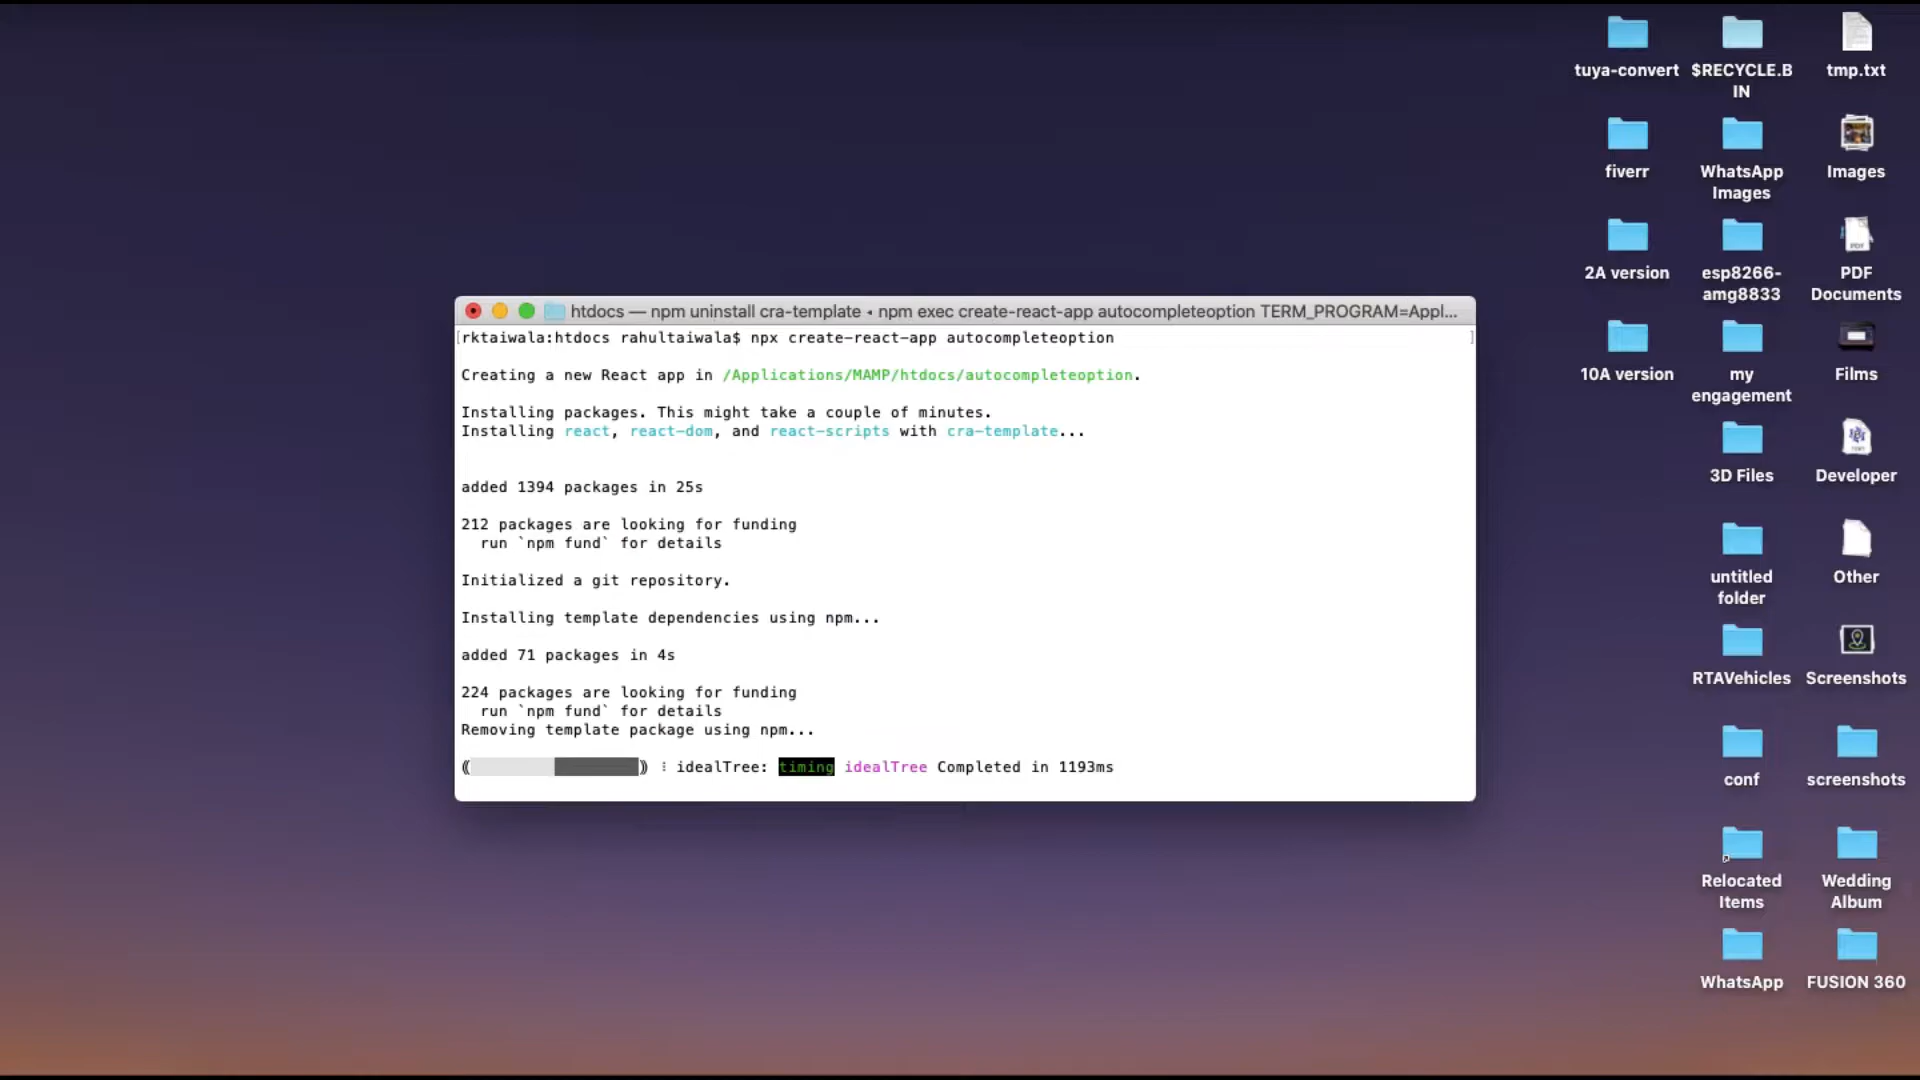 htdocs — npm uninstall cra-template ◂ npm exec create-react-app autocompleteoption TERM_PROGRAM=Appl...
[rktaiwala:htdocs rahultaiwala$ npx create-react-app autocompleteoption ]
Creating a new React app in /Applications/MAMP/htdocs/autocompleteoption.
Installing packages. This might take a couple of minutes.
Installing react, react-dom, and react-scripts with cra-template...
added 1394 packages in 25s
212 packages are looking for funding
run `npm fund` for details
Initialized a git repository.
Installing template dependencies using npm...
added 71 packages in 4s
224 packages are looking for funding
run `npm fund` for details
Removing template package using npm...
⸨ ⸩ ⠸ idealTree: timing idealTree Completed in 1193ms
tuya-convert
$RECYCLE.B
IN
tmp.txt
fiverr
WhatsApp
Images
Images
2A version
esp8266-
amg8833
PDF
Documents
10A version
my
engagement
Films
3D Files
Developer
untitled
folder
Other
RTAVehicles
Screenshots
conf
screenshots
Relocated
Items
Wedding
Album
WhatsApp
FUSION 360